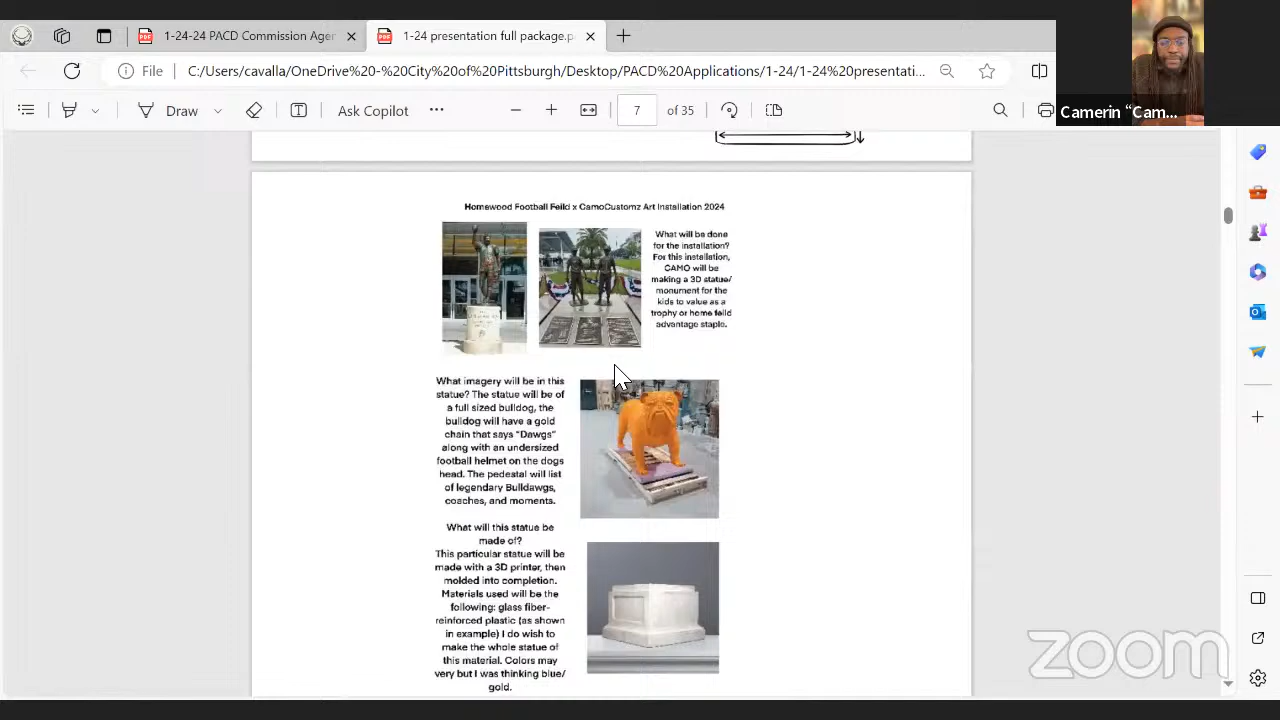 1-24-24 PACD Commission Ager
1-24 presentation full package.p
File
C:/Users/cavalla/OneDrive%20-%20City%20of%20Pittsburgh/Desktop/PACD%20Applications/1-24/1-24%20presentati...
Draw
Ask Copilot
7
of 35
Camerin “Cam...
Homewood Football Feild x CamoCustomz Art Installation 2024
What will be done
for the installation?
For this installation,
CAMO will be
making a 3D statue/
monument for the
kids to value as a
trophy or home feild
advantage staple.
What imagery will be in this
statue? The statue will be of
a full sized bulldog, the
bulldog will have a gold
chain that says “Dawgs”
along with an undersized
football helmet on the dogs
head. The pedestal will list
of legendary Bulldawgs,
coaches, and moments.
What will this statue be
made of?
This particular statue will be
made with a 3D printer, then
molded into completion.
Materials used will be the
following: glass fiber-
reinforced plastic (as shown
in example) I do wish to
make the whole statue of
this material. Colors may
very but I was thinking blue/
gold.
zoom